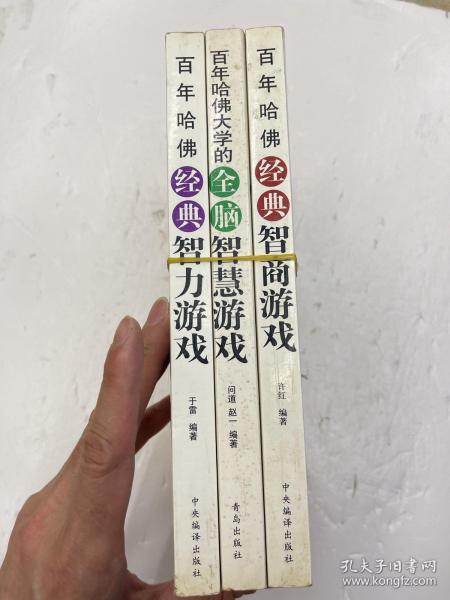 百年哈佛经典智力游戏
于雷 编著
中央编译出版社
百年哈佛大学的全脑智慧游戏
问道 赵一 编著
青岛出版社
百年哈佛经典智商游戏
许红 编著
中央编译出版社
孔夫子旧书网
www.kongfz.com